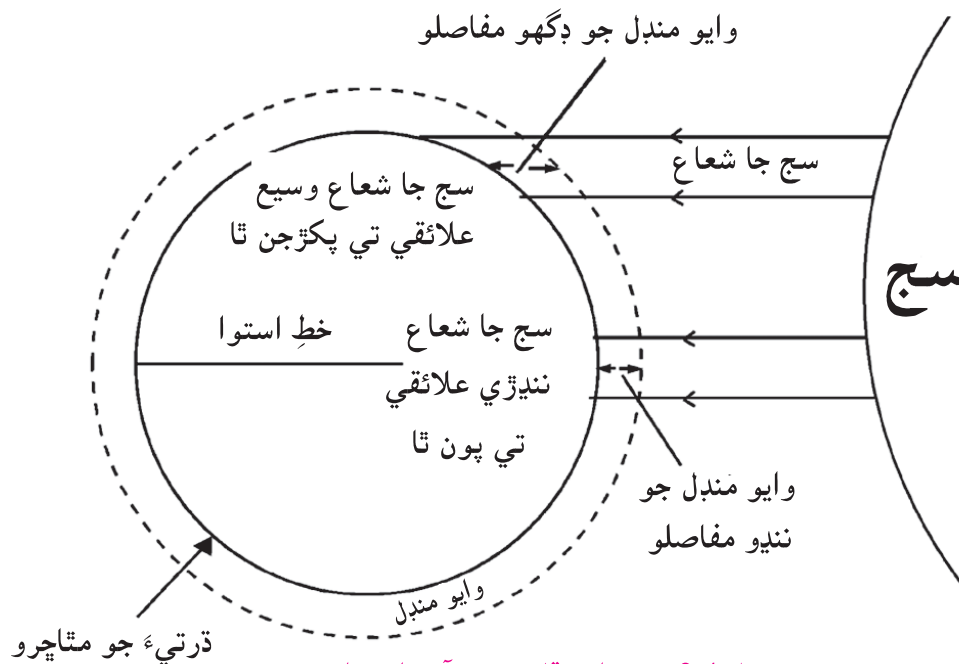 وايو منڊل جو ڊگهو مفاصلو
سج جا شعاع
سج جا شعاع وسيع
علائقي تي پکڙجن ٿا
سج
خطِ استوا
سج جا شعاع
ننڍڙي علائقي
تي پون ٿا
وايو منڊل جو
ننڍو مفاصلو
وايو منڊل
ڌرتيءَ جو مٿاڇرو